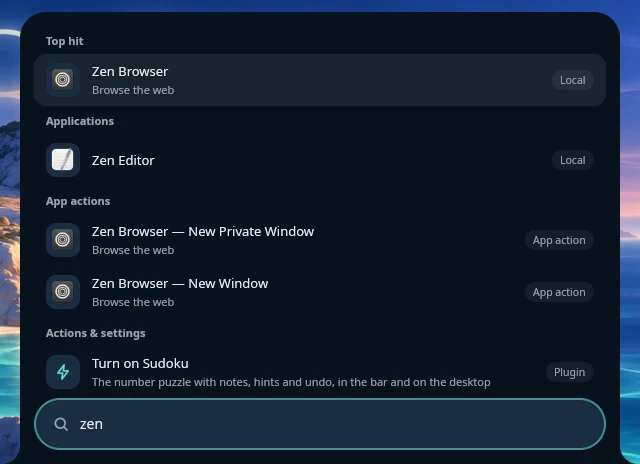 Top hit
Zen Browser
Browse the web
Local
Applications
Zen Editor
Local
App actions
Zen Browser — New Private Window
Browse the web
App action
Zen Browser — New Window
Browse the web
App action
Actions & settings
Turn on Sudoku
The number puzzle with notes, hints and undo, in the bar and on the desktop
Plugin
zen